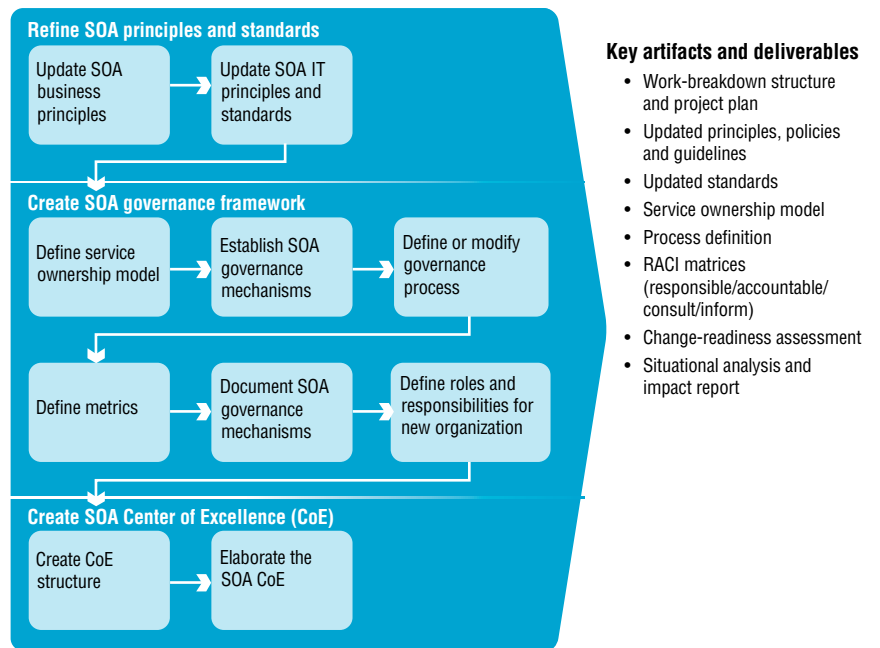 Refine SOA principles and standards
Update SOA
business
principles
Update SOA IT
principles and
standards
Create SOA governance framework
Define service
ownership model
Establish SOA
governance
mechanisms
Define or modify
governance
process
Define metrics
Document SOA
governance
mechanisms
Define roles and
responsibilities for
new organization
Create SOA Center of Excellence (CoE)
Create CoE
structure
Elaborate the
SOA CoE
Key artifacts and deliverables
• Work-breakdown structure
and project plan
• Updated principles, policies
and guidelines
• Updated standards
• Service ownership model
• Process definition
• RACI matrices
(responsible/accountable/
consult/inform)
• Change-readiness assessment
• Situational analysis and
impact report